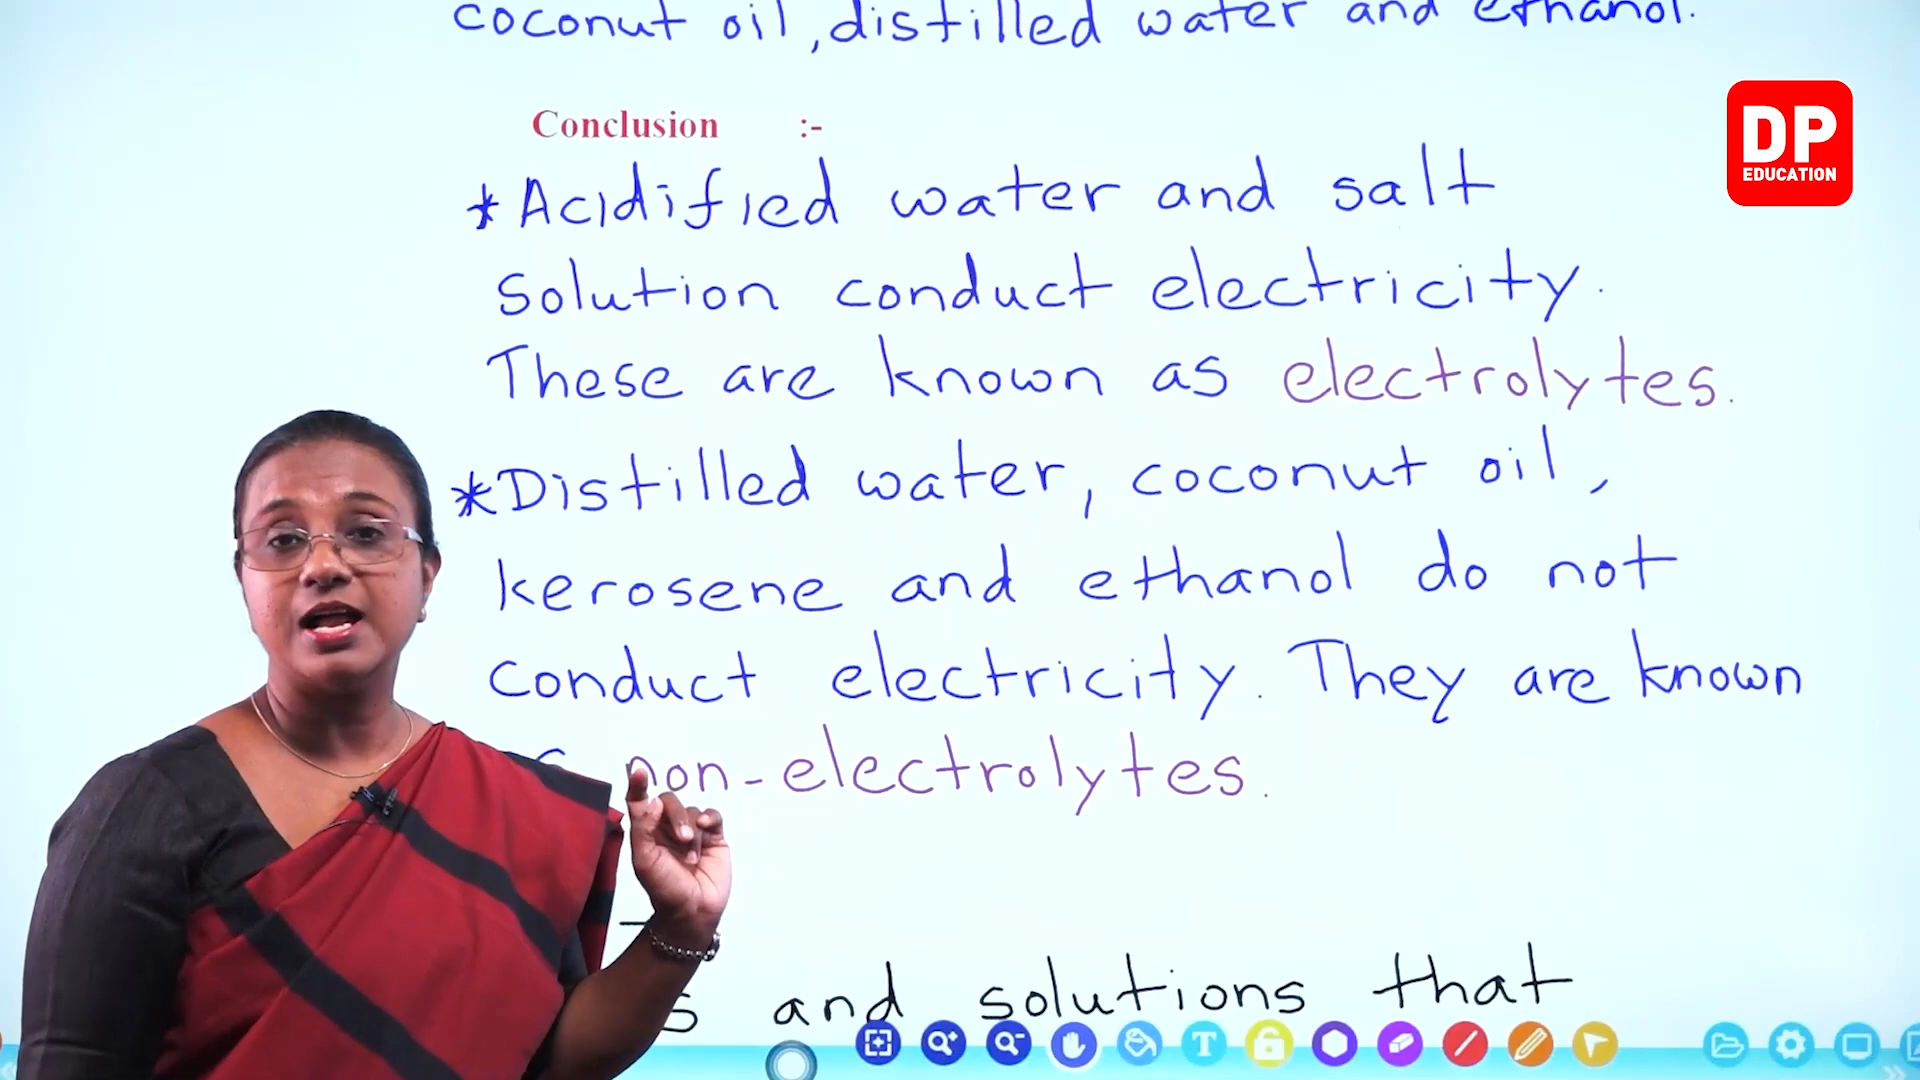 coconut oil, distilled water and ethanol.
Conclusion :-
DP
EDUCATION
*Acidified water and salt
solution conduct electricity.
These are known as electrolytes.
*Distilled water, coconut oil,
kerosene and ethanol do not
conduct electricity. They are known
non-electrolytes.
and solutions that
T